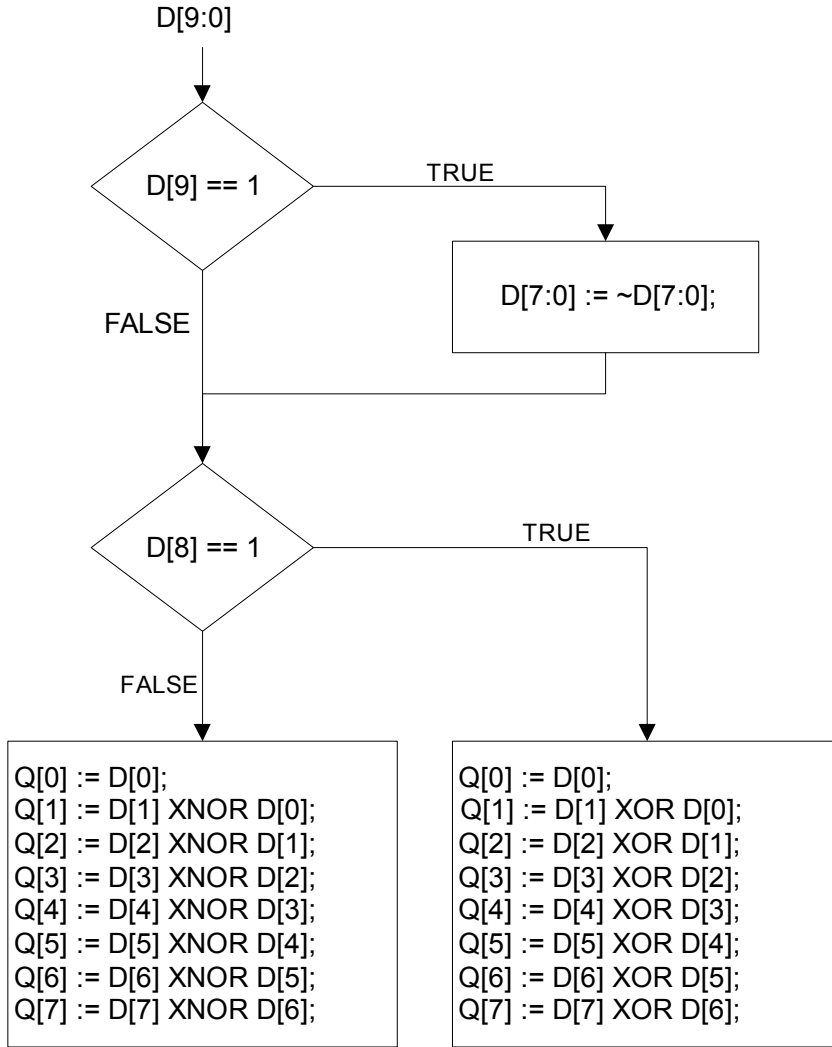 D[9:0]
D[9] == 1
TRUE
D[7:0] := ~D[7:0];
FALSE
D[8] == 1
TRUE
FALSE
Q[0] := D[0];
Q[1] := D[1] XNOR D[0];
Q[2] := D[2] XNOR D[1];
Q[3] := D[3] XNOR D[2];
Q[4] := D[4] XNOR D[3];
Q[5] := D[5] XNOR D[4];
Q[6] := D[6] XNOR D[5];
Q[7] := D[7] XNOR D[6];
Q[0] := D[0];
Q[1] := D[1] XOR D[0];
Q[2] := D[2] XOR D[1];
Q[3] := D[3] XOR D[2];
Q[4] := D[4] XOR D[3];
Q[5] := D[5] XOR D[4];
Q[6] := D[6] XOR D[5];
Q[7] := D[7] XOR D[6];